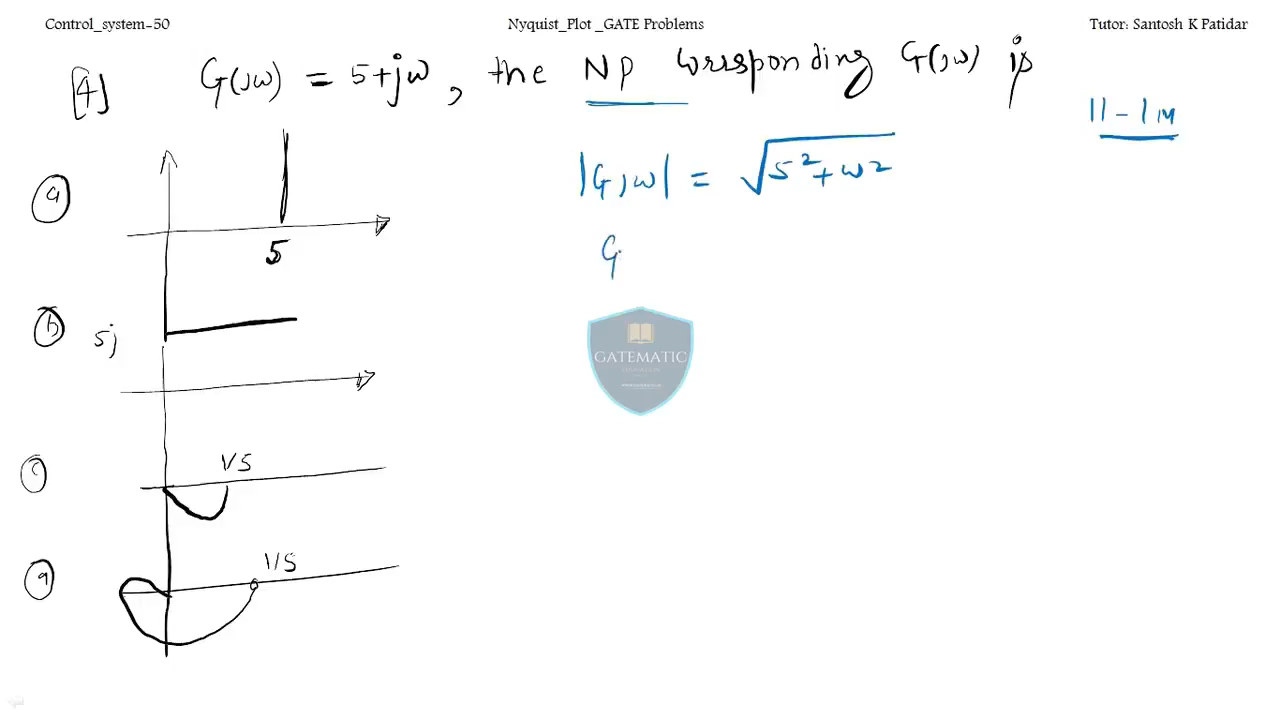 Control_system-50
Nyquist_Plot _GATE Problems
Tutor: Santosh K Patidar
[4] G(jω) = 5+jω, the NP corresponding G(jω) is
11 - 1M
|G,ω| = √5²+ω2
G
(a)
5
(b)
5j
(c)
1/5
1/5
GATEMATIC
EDUCATION